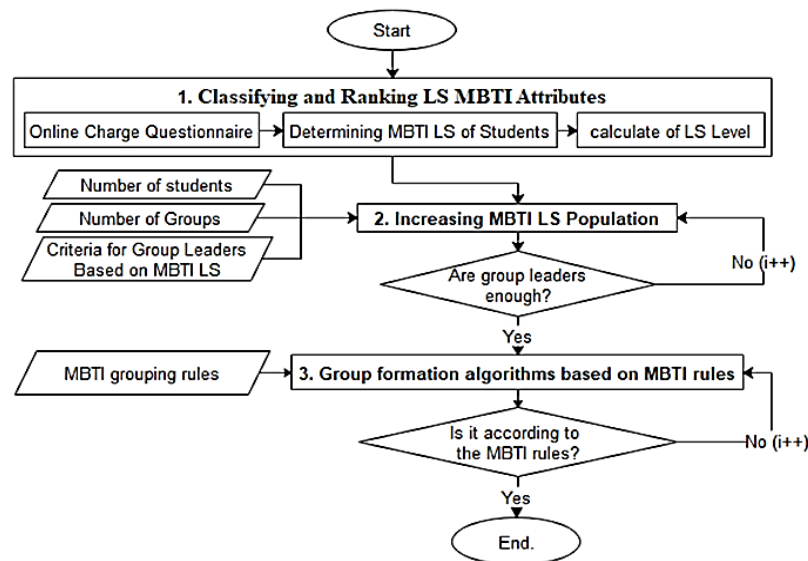 Start
1. Classifying and Ranking LS MBTI Attributes
Online Charge Questionnaire
Determining MBTI LS of Students
calculate of LS Level
Number of students
Number of Groups
Criteria for Group Leaders
Based on MBTI LS
2. Increasing MBTI LS Population
Are group leaders
enough?
No (i++)
Yes
MBTI grouping rules
3. Group formation algorithms based on MBTI rules
Is it according to
the MBTI rules?
No (i++)
Yes
End.